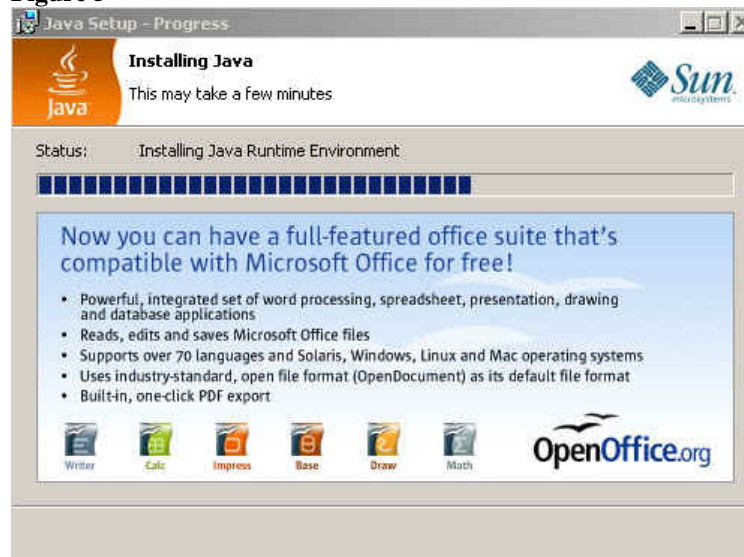 Java Setup - Progress
Installing Java
This may take a few minutes
Java
Sun
microsystems
Status: Installing Java Runtime Environment
Now you can have a full-featured office suite that's
compatible with Microsoft Office for free!
• Powerful, integrated set of word processing, spreadsheet, presentation, drawing
and database applications
• Reads, edits and saves Microsoft Office files
• Supports over 70 languages and Solaris, Windows, Linux and Mac operating systems
• Uses industry-standard, open file format (OpenDocument) as its default file format
• Built-in, one-click PDF export
Writer Calc Impress Base Draw Math
OpenOffice.org